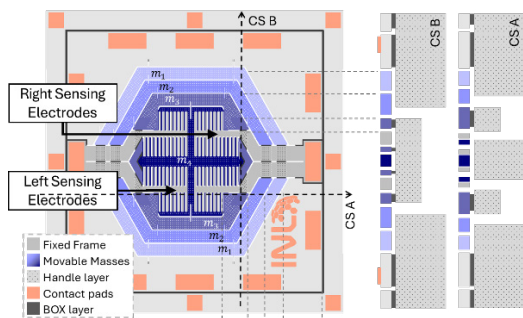 CS B
m1
m2
m3
Right Sensing
Electrodes
m4
Left Sensing
Electrodes
CS A
m2
m1
INL
Fixed Frame
Movable Masses
Handle layer
Contact pads
BOX layer
CS B
CS A